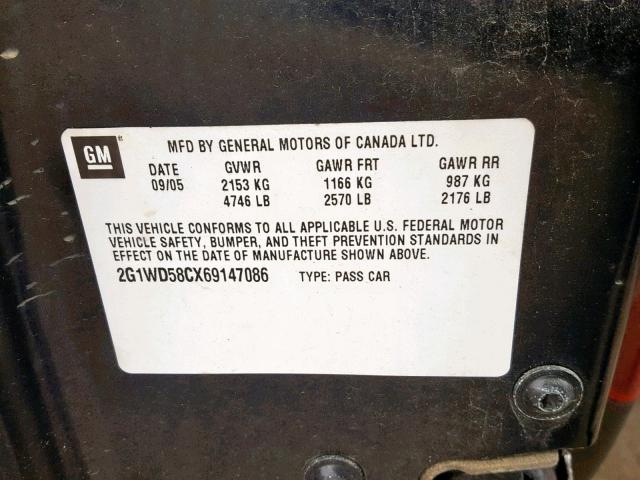 GM
MFD BY GENERAL MOTORS OF CANADA LTD.
DATE GVWR GAWR FRT GAWR RR
09/05 2153 KG 1166 KG 987 KG
4746 LB 2570 LB 2176 LB
THIS VEHICLE CONFORMS TO ALL APPLICABLE U.S. FEDERAL MOTOR
VEHICLE SAFETY, BUMPER, AND THEFT PREVENTION STANDARDS IN
EFFECT ON THE DATE OF MANUFACTURE SHOWN ABOVE.
2G1WD58CX69147086 TYPE: PASS CAR